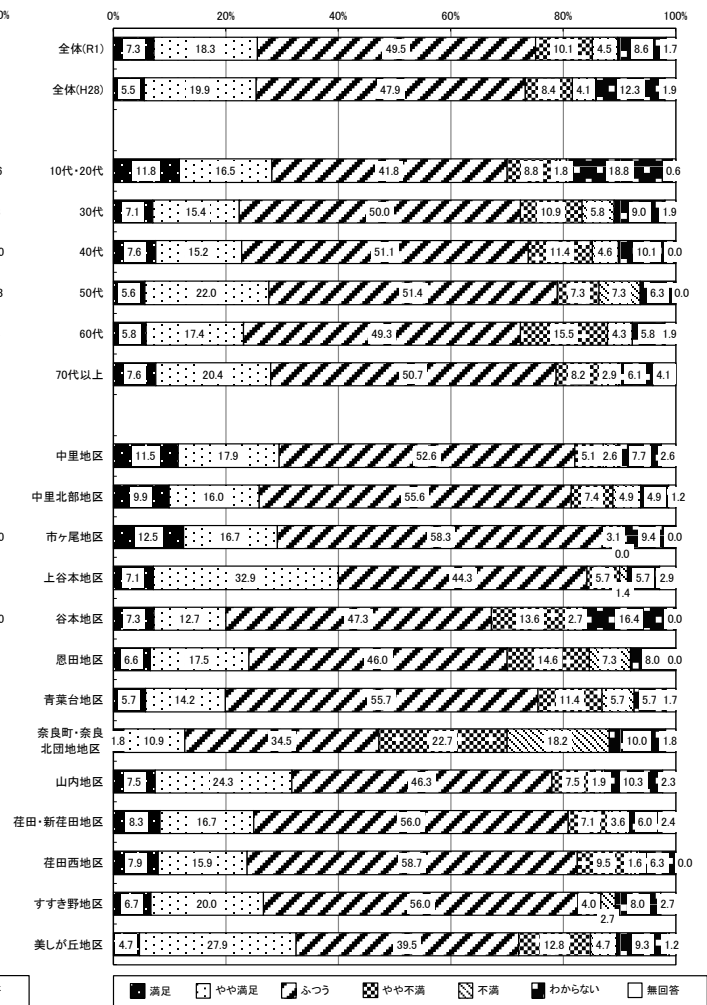 0%
0%
20%
40%
60%
80%
100%
全体(R1) 7.3 18.3 49.5 10.1 4.5 8.6 1.7
全体(H28) 5.5 19.9 47.9 8.4 4.1 12.3 1.9
10代・20代 11.8 16.5 41.8 8.8 1.8 18.8 0.6
30代 7.1 15.4 50.0 10.9 5.8 9.0 1.9
40代 7.6 15.2 51.1 11.4 4.6 10.1 0.0
50代 5.6 22.0 51.4 7.3 7.3 6.3 0.0
60代 5.8 17.4 49.3 15.5 4.3 5.8 1.9
70代以上 7.6 20.4 50.7 8.2 2.9 6.1 4.1
中里地区 11.5 17.9 52.6 5.1 2.6 7.7 2.6
中里北部地区 9.9 16.0 55.6 7.4 4.9 4.9 1.2
市ヶ尾地区 12.5 16.7 58.3 3.1 9.4 0.0
0.0
上谷本地区 7.1 32.9 44.3 5.7 5.7 2.9
1.4
谷本地区 7.3 12.7 47.3 13.6 2.7 16.4 0.0
恩田地区 6.6 17.5 46.0 14.6 7.3 8.0 0.0
青葉台地区 5.7 14.2 55.7 11.4 5.7 5.7 1.7
奈良町・奈良
北団地地区 1.8 10.9 34.5 22.7 18.2 10.0 1.8
山内地区 7.5 24.3 46.3 7.5 1.9 10.3 2.3
荏田・新荏田地区 8.3 16.7 56.0 7.1 3.6 6.0 2.4
荏田西地区 7.9 15.9 58.7 9.5 1.6 6.3 0.0
すすき野地区 6.7 20.0 56.0 4.0 8.0 2.7
2.7
美しが丘地区 4.7 27.9 39.5 12.8 4.7 9.3 1.2
満足 やや満足 ふつう やや不満 不満 わからない 無回答